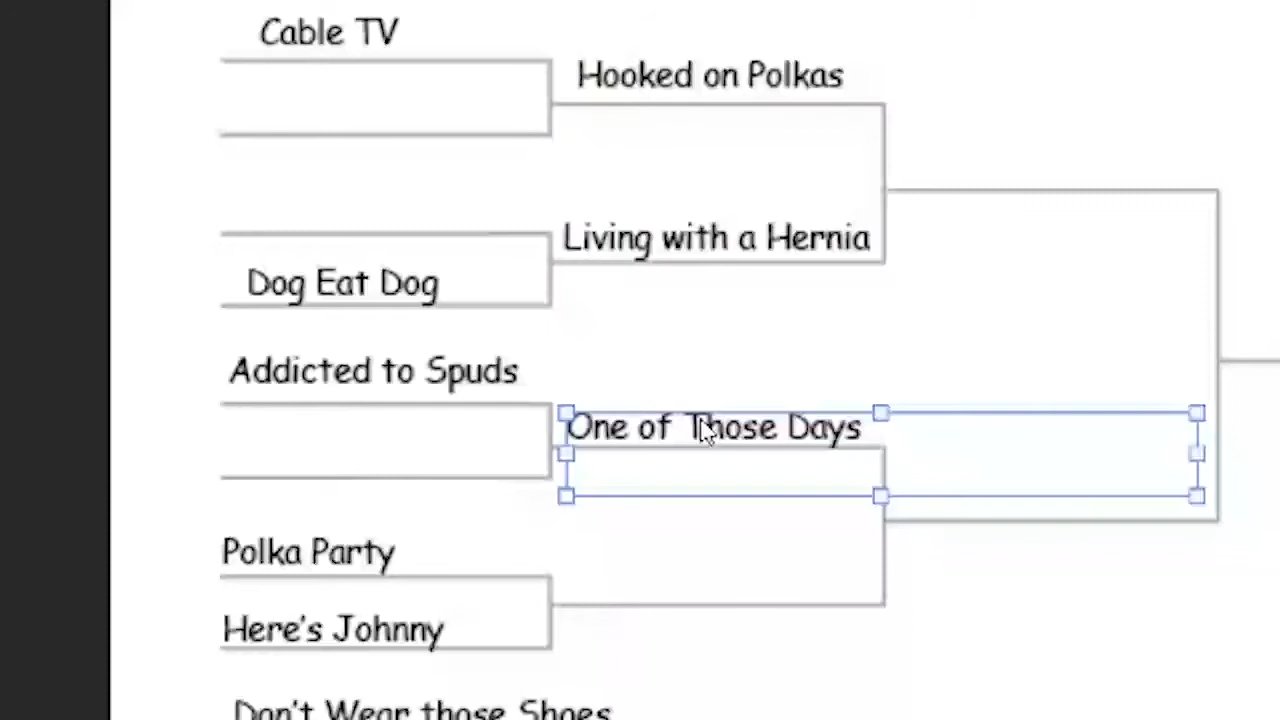 Cable TV
Hooked on Polkas
Living with a Hernia
Dog Eat Dog
Addicted to Spuds
One of Those Days
Polka Party
Here's Johnny
Don't Wear those Shoes